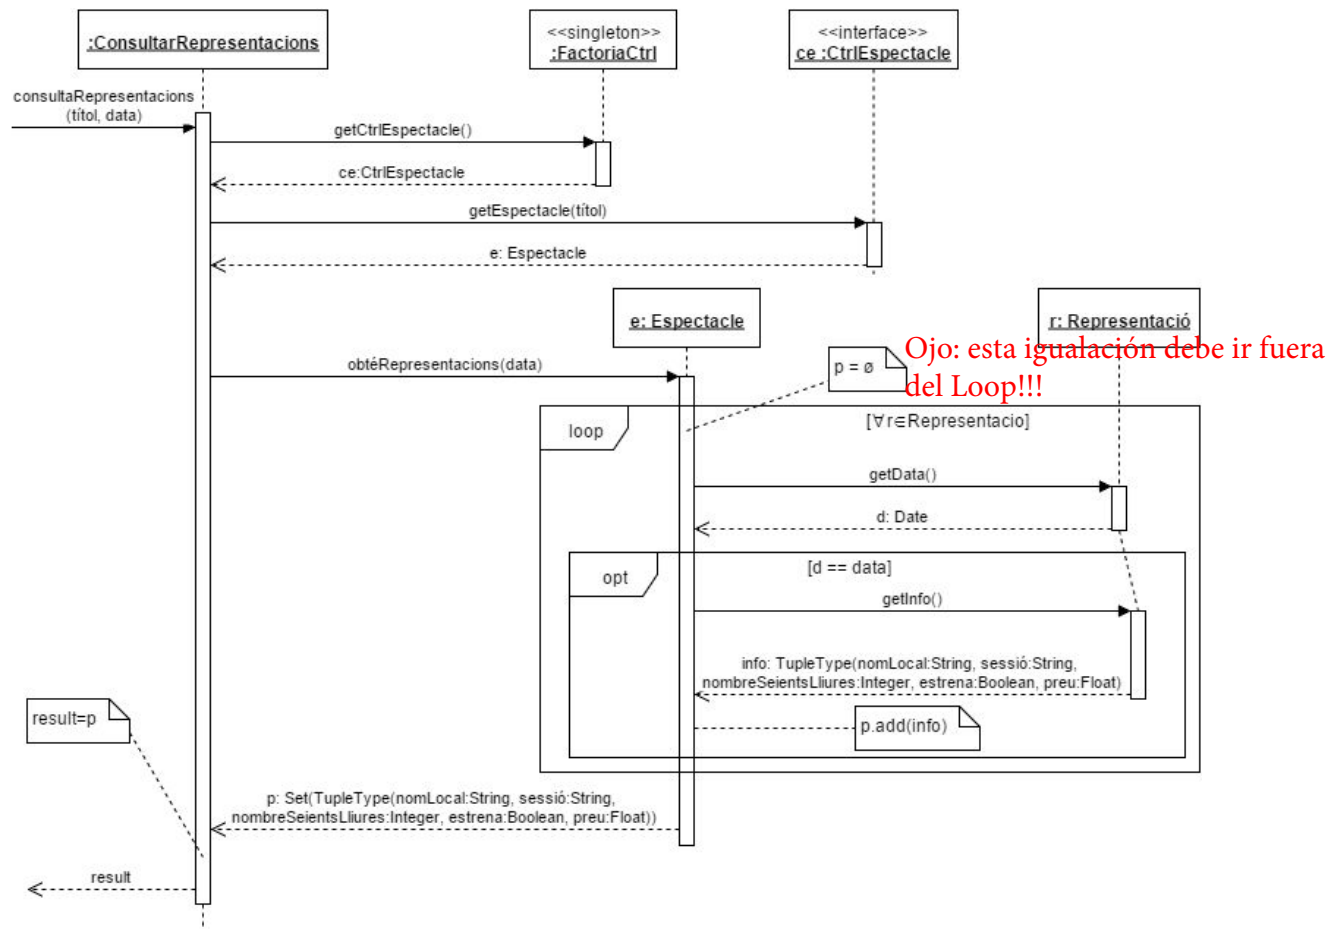 :ConsultarRepresentacions
<<singleton>>
:FactoriaCtrl
<<interface>>
ce :CtrlEspectacle
consultaRepresentacions
(títol, data)
getCtrlEspectacle()
ce:CtrlEspectacle
getEspectacle(títol)
e: Espectacle
e: Espectacle
r: Representació
Ojo: esta igualación debe ir fuera
del Loop!!!
p = ø
obtéRepresentacions(data)
loop
[∀r∈Representacio]
getData()
d: Date
opt
[d == data]
getInfo()
info: TupleType(nomLocal:String, sessió:String,
nombreSeientsLliures:Integer, estrena:Boolean, preu:Float)
p.add(info)
result=p
p: Set(TupleType(nomLocal:String, sessió:String,
nombreSeientsLliures:Integer, estrena:Boolean, preu:Float))
result